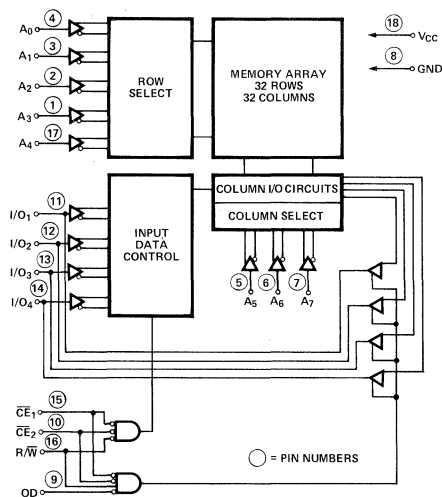 4
A0
3
A1
2
A2
1
A3
17
A4
ROW
SELECT
MEMORY ARRAY
32 ROWS
32 COLUMNS
18
VCC
8
GND
11
I/O1
12
I/O2
13
I/O3
14
I/O4
INPUT
DATA
CONTROL
COLUMN I/O CIRCUITS
COLUMN SELECT
5
A5
6
A6
7
A7
15
C̅E̅1
10
C̅E̅2
16
R/W̅
9
OD
= PIN NUMBERS